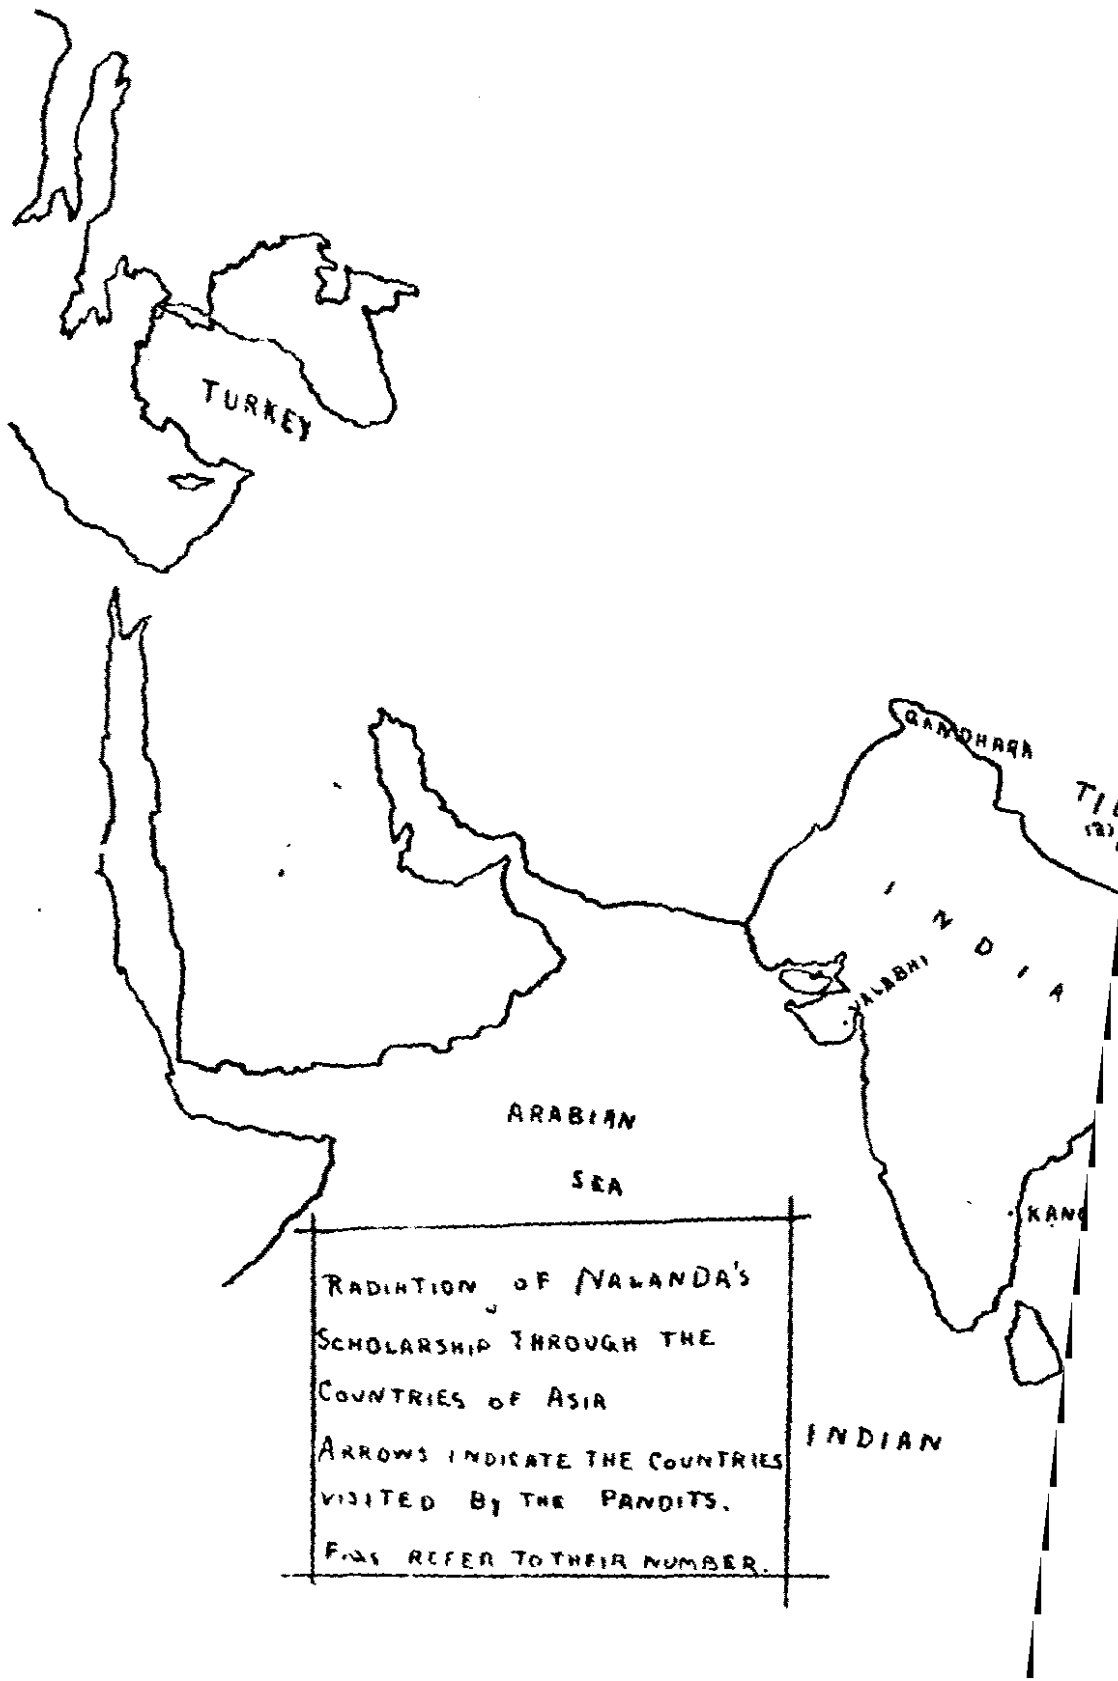 TURKEY
GANDHARA
INDIA
VALABHI
ARABIAN
SEA
RADIATION OF NALANDA'S
SCHOLARSHIP THROUGH THE
COUNTRIES OF ASIA
ARROWS INDICATE THE COUNTRIES
VISITED BY THE PANDITS.
REFER TO THEIR NUMBER.
INDIAN